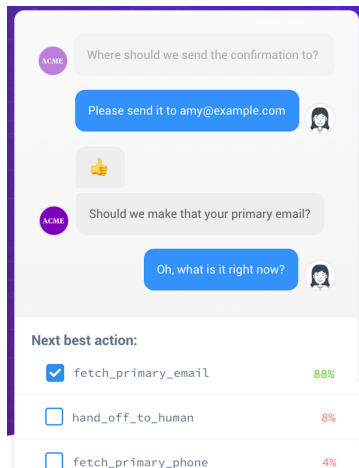 Where should we send the confirmation to?
ACME
Please send it to amy@example.com
Should we make that your primary email?
ACME
Oh, what is it right now?
Next best action:
fetch_primary_email 88%
hand_off_to_human 8%
fetch_primary_phone 4%